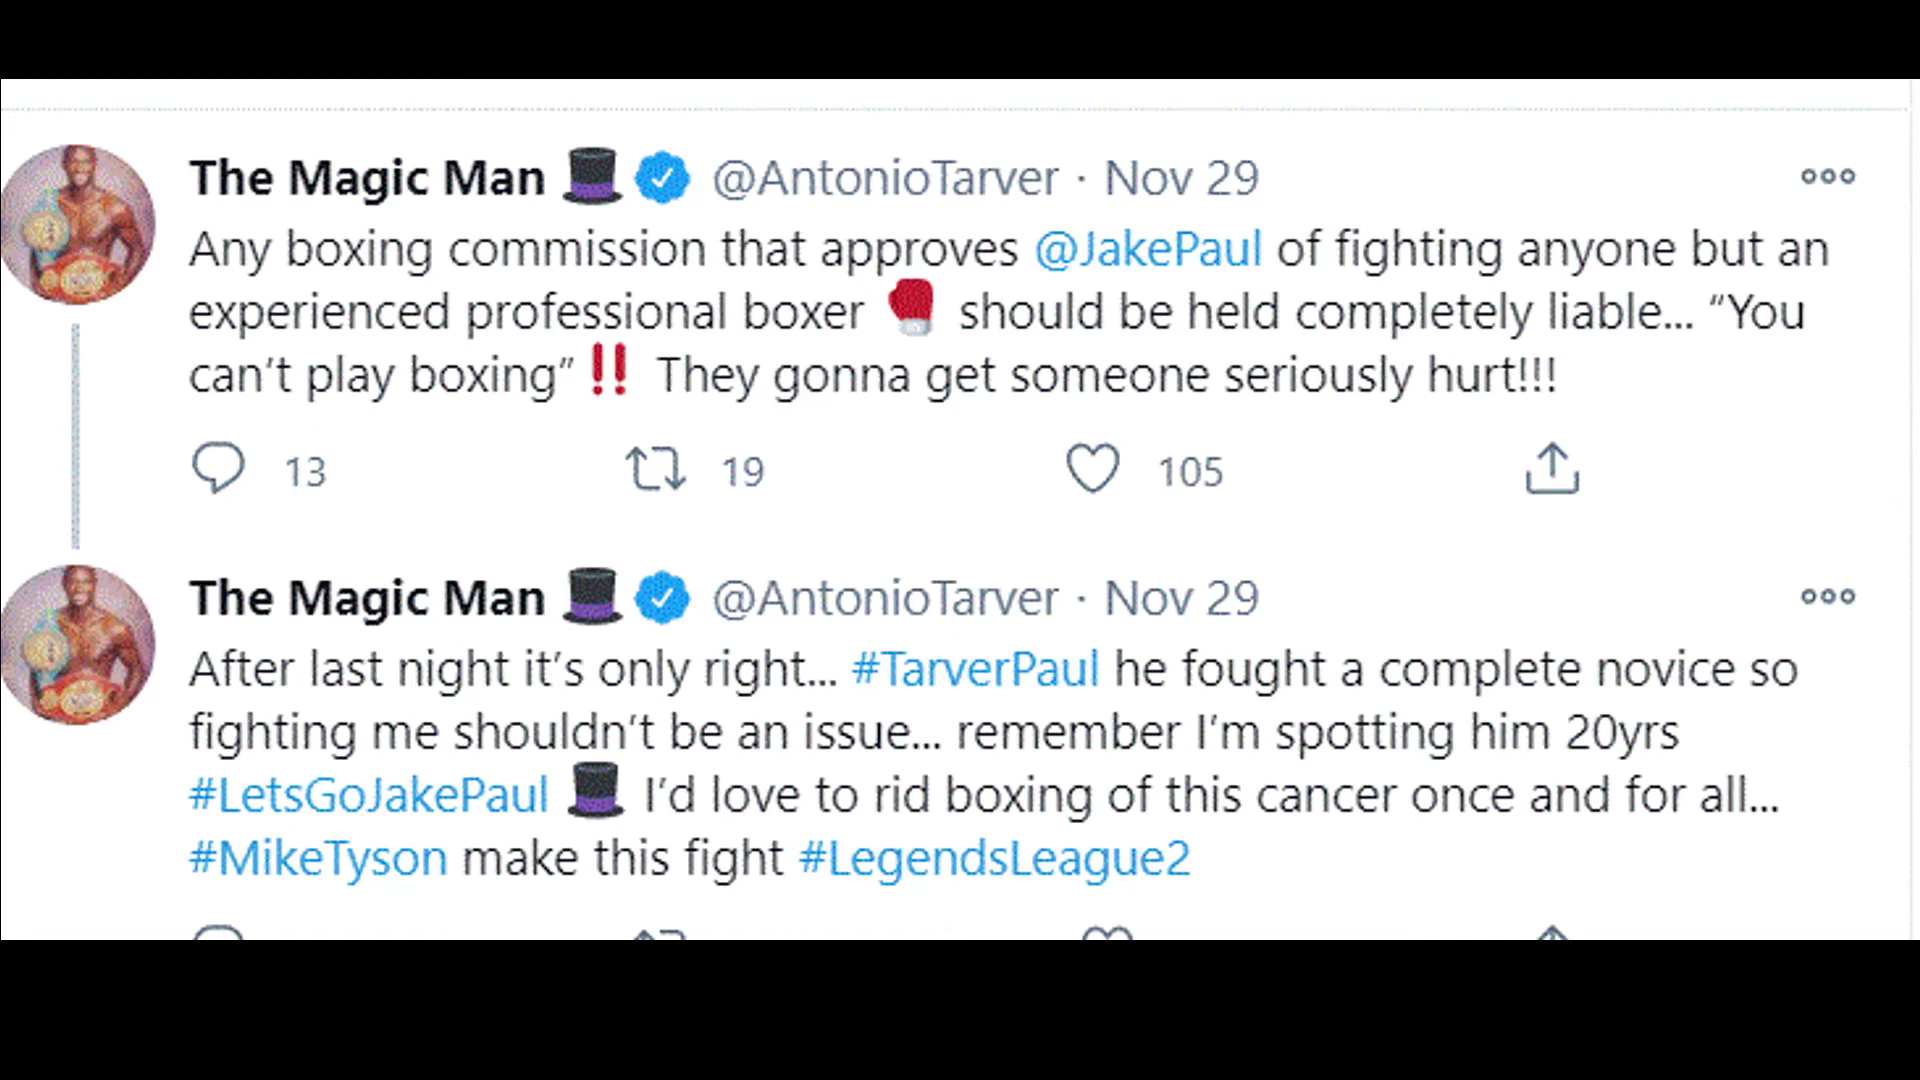 The Magic Man 🎩 @AntonioTarver · Nov 29
Any boxing commission that approves @JakePaul of fighting anyone but an
experienced professional boxer 🥊 should be held completely liable... “You
can’t play boxing”‼️ They gonna get someone seriously hurt!!!
13 19 105
The Magic Man 🎩 @AntonioTarver · Nov 29
After last night it’s only right... #TarverPaul he fought a complete novice so
fighting me shouldn’t be an issue... remember I’m spotting him 20yrs
#LetsGoJakePaul 🎩 I’d love to rid boxing of this cancer once and for all...
#MikeTyson make this fight #LegendsLeague2